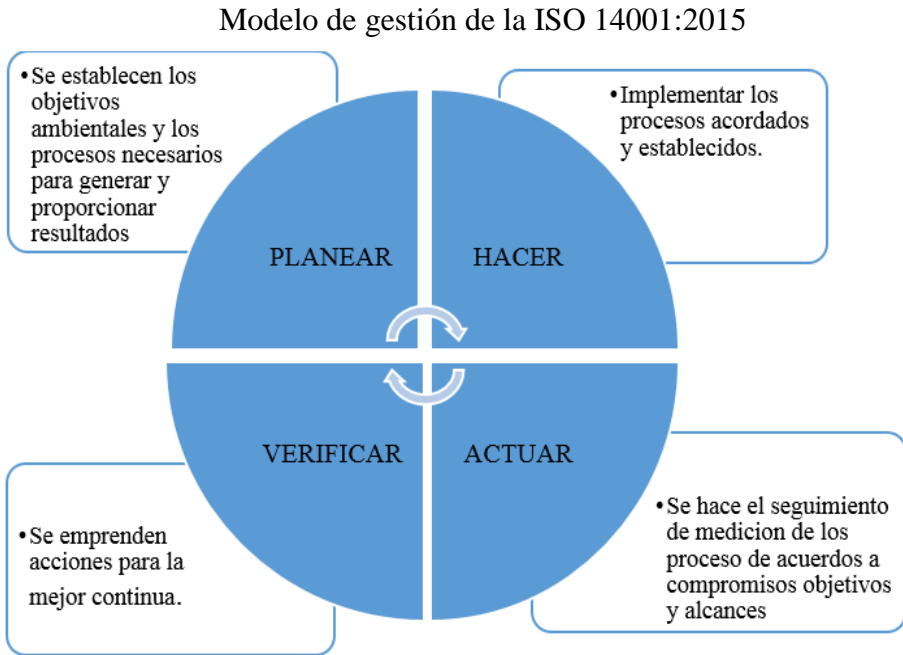 Modelo de gestión de la ISO 14001:2015
•Se establecen los
objetivos
ambientales y los
procesos necesarios
para generar y
proporcionar
resultados
•Implementar los
procesos acordados
y establecidos.
PLANEAR
HACER
VERIFICAR
ACTUAR
•Se emprenden
acciones para la
mejor continua.
•Se hace el seguimiento
de medicion de los
proceso de acuerdos a
compromisos objetivos
y alcances